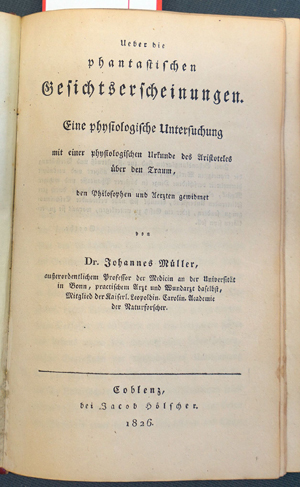 Ueber die
phantastischen
Gesichtserscheinungen.
Eine physiologische Untersuchung
mit einer physiologischen Urkunde des Aristoteles
über den Traum,
den Philosophen und Aerzten gewidmet
von
Dr. Johannes Müller,
außerordentlichem Professor der Medicin an der Universität
in Bonn, practischem Arzt und Wundarzt daselbst,
Mitglied der Kaiserl. Leopoldin. Carolin. Academie
der Naturforscher.
Coblenz,
bei Jacob Hölscher.
1826.